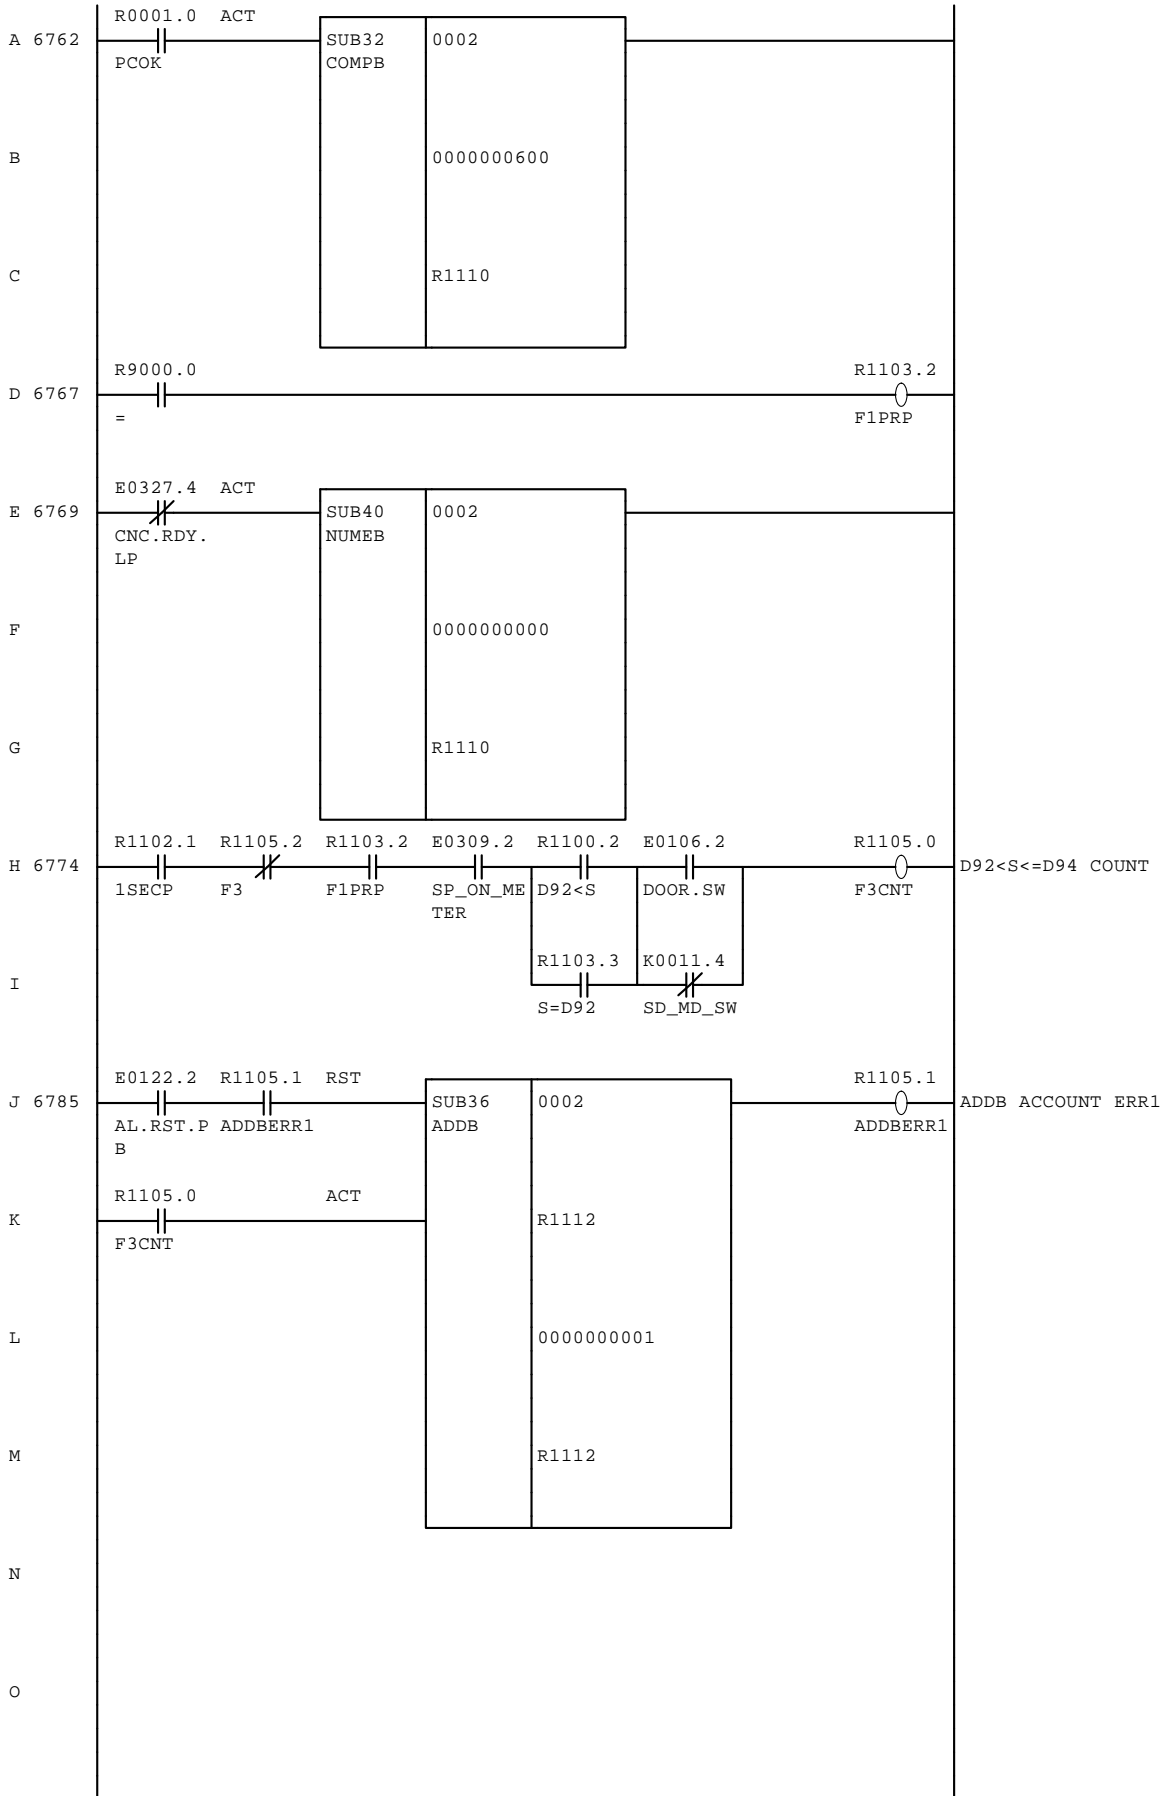 R0001.0 ACT
A 6762 SUB32 0002
PCOK COMPB
B 0000000600
C R1110
R9000.0 R1103.2
D 6767
= F1PRP
E0327.4 ACT
E 6769 SUB40 0002
CNC.RDY. NUMEB
LP
F 0000000000
G R1110
R1102.1 R1105.2 R1103.2 E0309.2 R1100.2 E0106.2 R1105.0
H 6774 D92<S<=D94 COUNT
1SECP F3 F1PRP SP_ON_ME D92<S DOOR.SW F3CNT
TER
R1103.3 K0011.4
I
S=D92 SD_MD_SW
E0122.2 R1105.1 RST R1105.1
J 6785 SUB36 0002 ADDB ACCOUNT ERR1
AL.RST.P ADDBERR1 ADDB ADDBERR1
B
R1105.0 ACT
K R1112
F3CNT
L 0000000001
M R1112
N
O